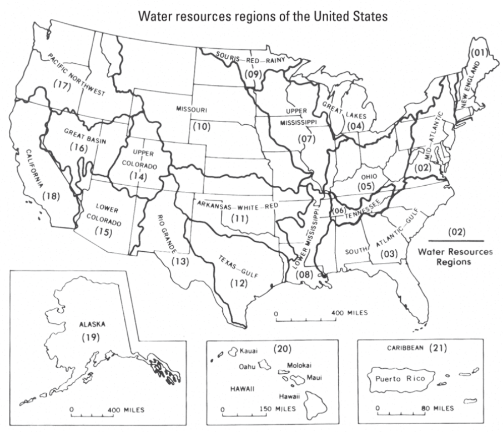 Water resources regions of the United States
PACIFIC NORTHWEST
(17)
SOURIS-RED-RAINY
(09)
(01)
NEW ENGLAND
MISSOURI
(10)
UPPER
MISSISSIPPI
(07)
GREAT LAKES
(04)
MID-ATLANTIC
(02)
GREAT BASIN
(16)
UPPER
COLORADO
(14)
CALIFORNIA
(18)
OHIO
(05)
LOWER
COLORADO
(15)
ARKANSAS-WHITE-RED
(11)
(06)
TENNESSEE
RIO GRANDE
(13)
TEXAS-GULF
(12)
LOWER MISSISSIPPI
(08)
SOUTH ATLANTIC-GULF
(03)
(02)
Water Resources
Regions
0 400 MILES
ALASKA
(19)
0 400 MILES
Kauai
(20)
Oahu
Molokai
Maui
HAWAII
Hawaii
0 150 MILES
CARIBBEAN (21)
Puerto Rico
0 80 MILES